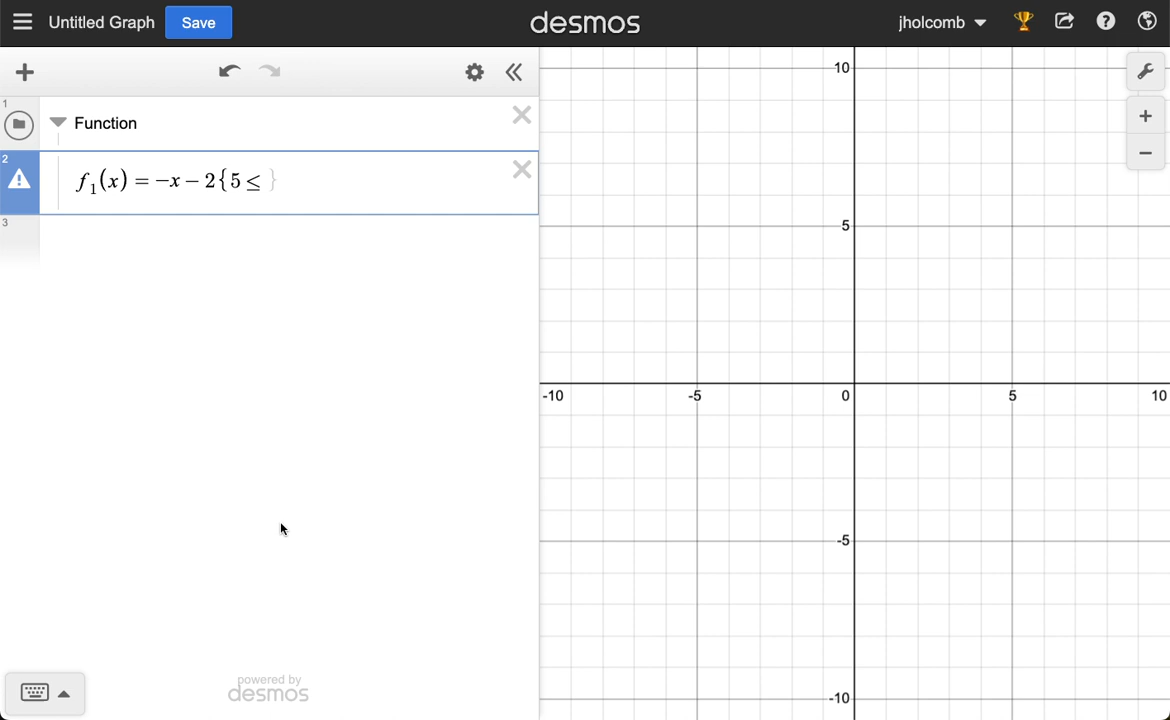 Untitled Graph Save desmos jholcomb
1 Function
2 f₁(x) = −x − 2{5 ≤ }
3
powered by
desmos
10
5
-10 -5 0 5 10
-5
-10